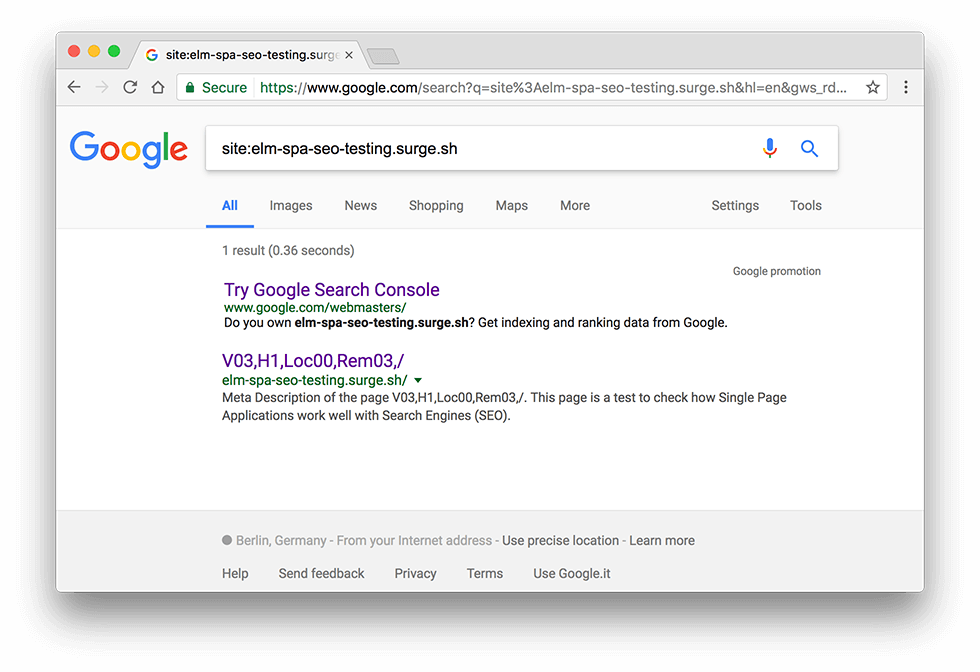 site:elm-spa-seo-testing.surge
Secure https://www.google.com/search?q=site%3Aelm-spa-seo-testing.surge.sh&hl=en&gws_rd...
Google site:elm-spa-seo-testing.surge.sh
All Images News Shopping Maps More Settings Tools
1 result (0.36 seconds)
Google promotion
Try Google Search Console
www.google.com/webmasters/
Do you own elm-spa-seo-testing.surge.sh? Get indexing and ranking data from Google.
V03,H1,Loc00,Rem03,/
elm-spa-seo-testing.surge.sh/
Meta Description of the page V03,H1,Loc00,Rem03,/. This page is a test to check how Single Page
Applications work well with Search Engines (SEO).
Berlin, Germany - From your Internet address - Use precise location - Learn more
Help Send feedback Privacy Terms Use Google.it